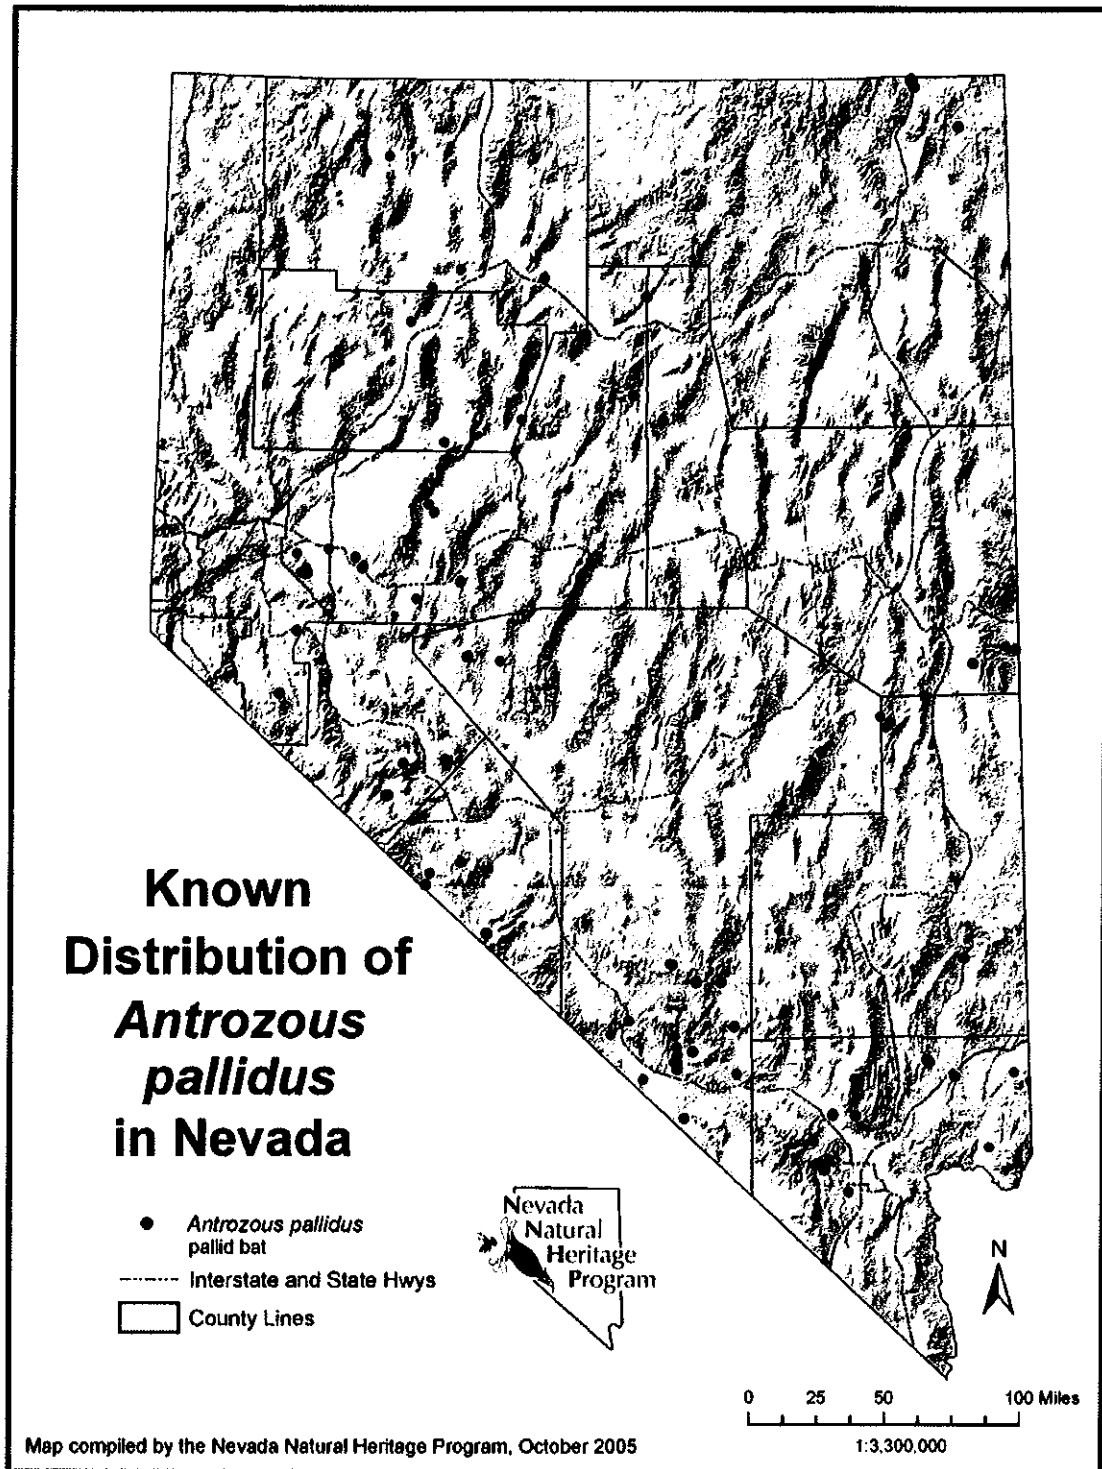 Known
Distribution of
Antrozous
pallidus
in Nevada
Antrozous pallidus
pallid bat
Interstate and State Hwys
County Lines
Nevada
Natural
Heritage
Program
N
0 25 50 100 Miles
1:3,300,000
Map compiled by the Nevada Natural Heritage Program, October 2005